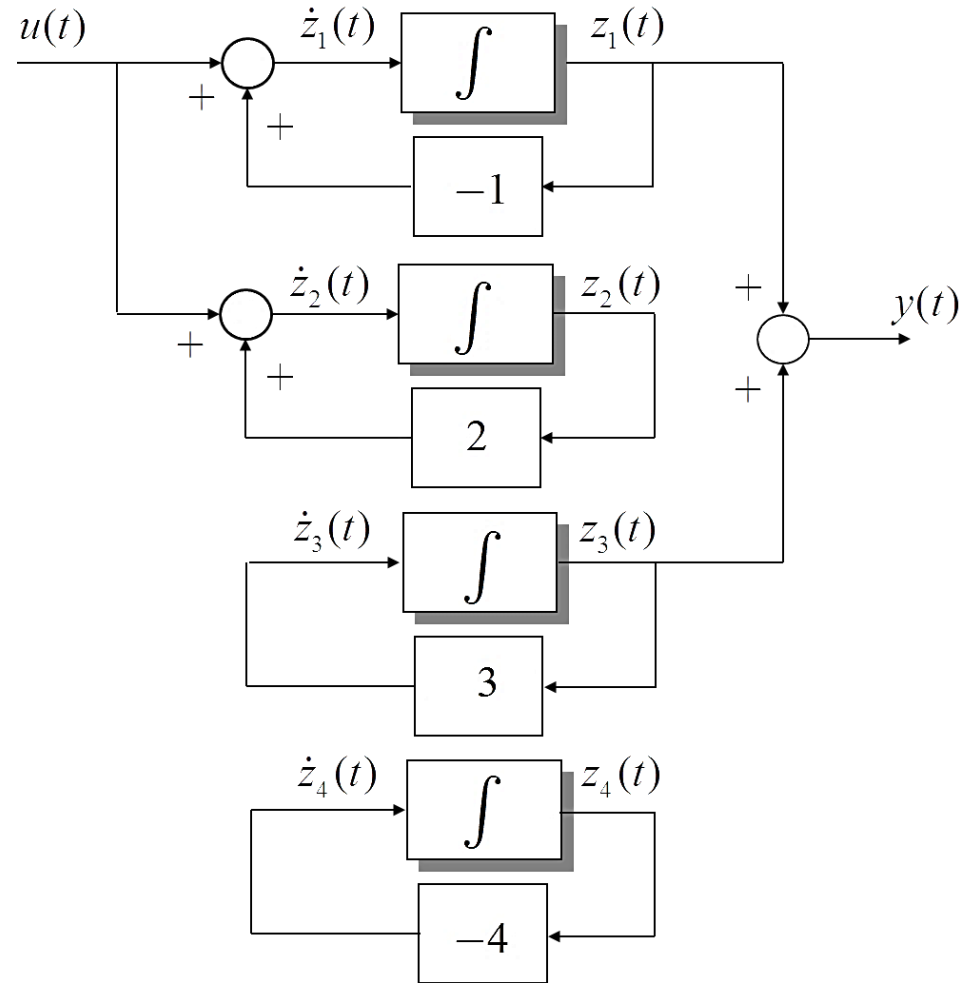 u(t) ż₁(t) ∫ z₁(t)
+
+
−1
ż₂(t) ∫ z₂(t)
+
+
2
+
y(t)
+
ż₃(t) ∫ z₃(t)
3
ż₄(t) ∫ z₄(t)
−4